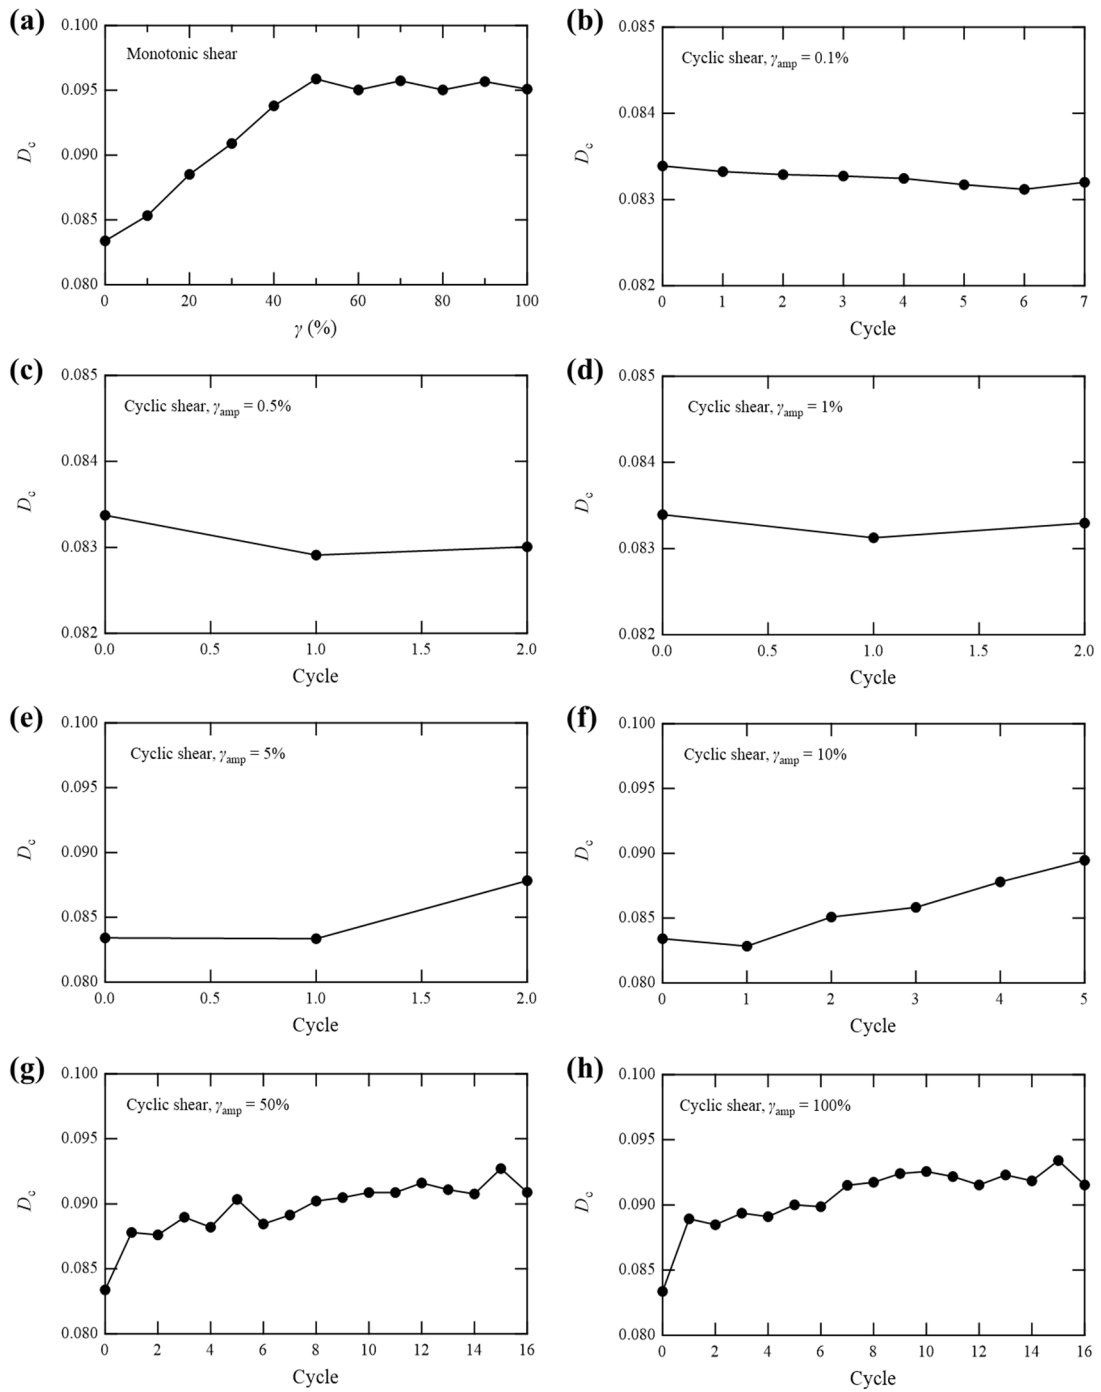 (a)
0.100
0.095
0.090
0.085
0.080
D_c
Monotonic shear
0 20 40 60 80 100
γ (%)
(b)
0.085
0.084
0.083
0.082
D_c
Cyclic shear, γ_amp = 0.1%
0 1 2 3 4 5 6 7
Cycle
(c)
0.085
0.084
0.083
0.082
D_c
Cyclic shear, γ_amp = 0.5%
0.0 0.5 1.0 1.5 2.0
Cycle
(d)
0.085
0.084
0.083
0.082
D_c
Cyclic shear, γ_amp = 1%
0.0 0.5 1.0 1.5 2.0
Cycle
(e)
0.100
0.095
0.090
0.085
0.080
D_c
Cyclic shear, γ_amp = 5%
0.0 0.5 1.0 1.5 2.0
Cycle
(f)
0.100
0.095
0.090
0.085
0.080
D_c
Cyclic shear, γ_amp = 10%
0 1 2 3 4 5
Cycle
(g)
0.100
0.095
0.090
0.085
0.080
D_c
Cyclic shear, γ_amp = 50%
0 2 4 6 8 10 12 14 16
Cycle
(h)
0.100
0.095
0.090
0.085
0.080
D_c
Cyclic shear, γ_amp = 100%
0 2 4 6 8 10 12 14 16
Cycle